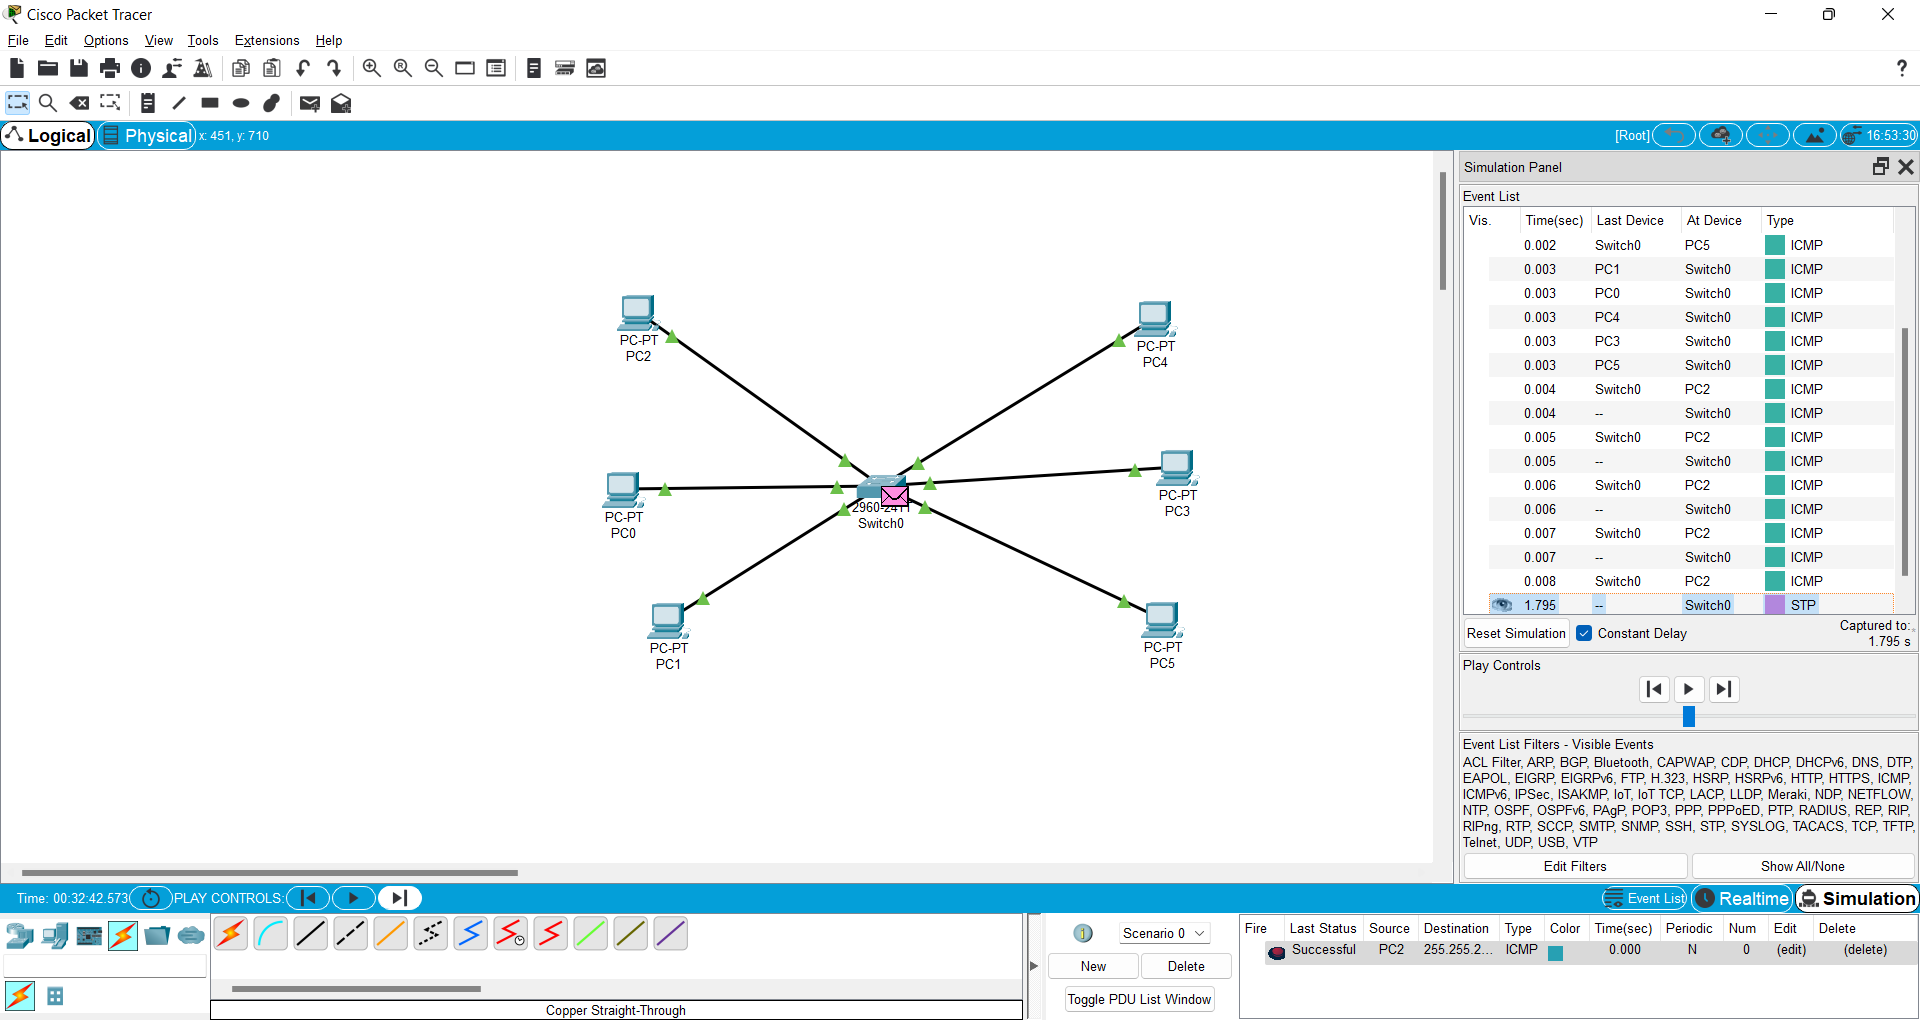 Cisco Packet Tracer
File Edit Options View Tools Extensions Help
Logical Physical x: 451, y: 710 [Root] 16:53:30
Simulation Panel
Event List
Vis. Time(sec) Last Device At Device Type
0.002 Switch0 PC5 ICMP
0.003 PC1 Switch0 ICMP
0.003 PC0 Switch0 ICMP
0.003 PC4 Switch0 ICMP
0.003 PC3 Switch0 ICMP
0.003 PC5 Switch0 ICMP
0.004 Switch0 PC2 ICMP
0.004 -- Switch0 ICMP
0.005 Switch0 PC2 ICMP
0.005 -- Switch0 ICMP
0.006 Switch0 PC2 ICMP
0.006 -- Switch0 ICMP
0.007 Switch0 PC2 ICMP
0.007 -- Switch0 ICMP
0.008 Switch0 PC2 ICMP
1.795 -- Switch0 STP
Reset Simulation Constant Delay Captured to:
1.795 s
Play Controls
Event List Filters - Visible Events
ACL Filter, ARP, BGP, Bluetooth, CAPWAP, CDP, DHCP, DHCPv6, DNS, DTP,
EAPOL, EIGRP, EIGRPv6, FTP, H.323, HSRP, HSRPv6, HTTP, HTTPS, ICMP,
ICMPv6, IPSec, ISAKMP, IoT, IoT TCP, LACP, LLDP, Meraki, NDP, NETFLOW,
NTP, OSPF, OSPFv6, PAgP, POP3, PPP, PPPoED, PTP, RADIUS, REP, RIP,
RIPng, RTP, SCCP, SMTP, SNMP, SSH, STP, SYSLOG, TACACS, TCP, TFTP,
Telnet, UDP, USB, VTP
Edit Filters Show All/None
PC-PT
PC2
PC-PT
PC4
PC-PT
PC0
2960-24TT
Switch0
PC-PT
PC3
PC-PT
PC1
PC-PT
PC5
Time: 00:32:42.573 PLAY CONTROLS: Event List Realtime Simulation
Scenario 0
New Delete
Toggle PDU List Window
Fire Last Status Source Destination Type Color Time(sec) Periodic Num Edit Delete
Successful PC2 255.255.2... ICMP 0.000 N 0 (edit) (delete)
Copper Straight-Through